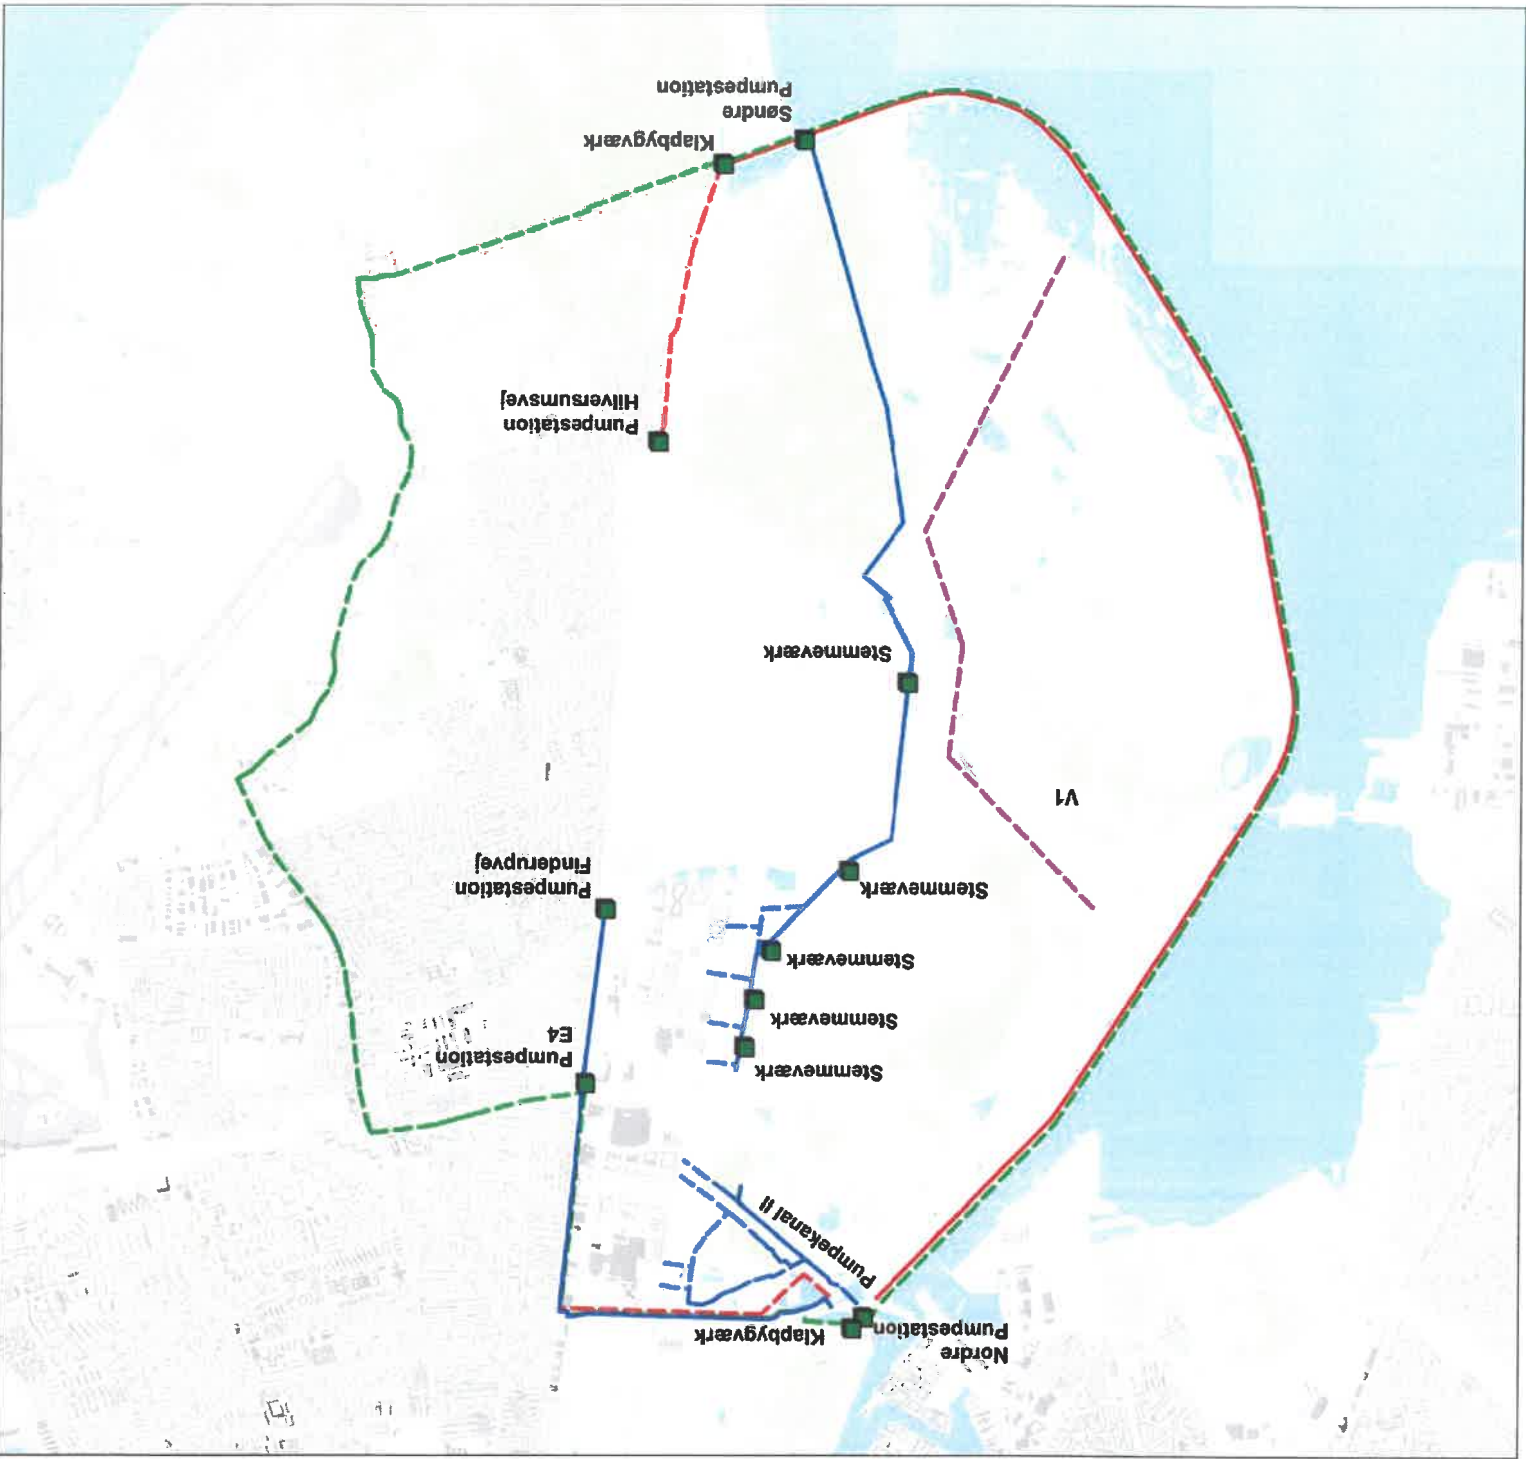 Nordre
Pumpestation
Klapbygværk
Pumpekanal II
Pumpestation
E4
Stemmeværk
Stemmeværk
Stemmeværk
Pumpestation
Finderupvej
Stemmeværk
V1
Stemmeværk
Pumpestation
Hilversumsvej
Klapbygværk
Søndre
Pumpestation